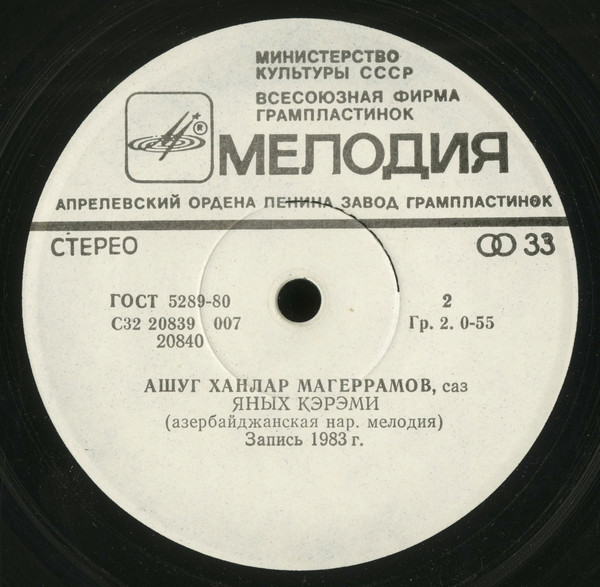 МИНИСТЕРСТВО
КУЛЬТУРЫ СССР
ВСЕСОЮЗНАЯ ФИРМА
ГРАМПЛАСТИНОК
®
МЕЛОДИЯ
АПРЕЛЕВСКИЙ ОРДЕНА ЛЕНИНА ЗАВОД ГРАМПЛАСТИНОК
СТЕРЕО
33
ГОСТ 5289-80
2
С32 20839 007
Гр. 2. 0-55
20840
АШУГ ХАНЛАР МАГЕРРАМОВ, саз
ЯНЫХ КЭРЭМИ
(азербайджанская нар. мелодия)
Запись 1983 г.